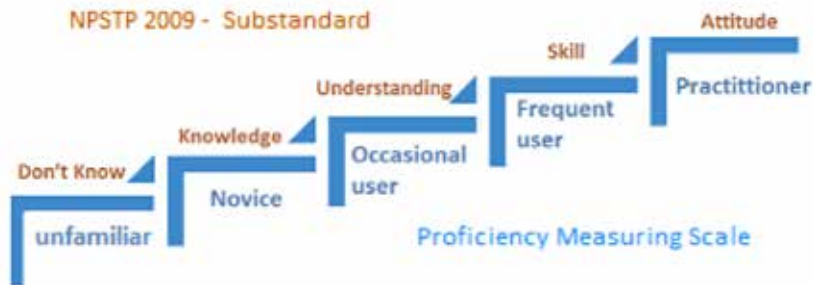 NPSTP 2009 - Substandard
Don't Know
unfamiliar
Knowledge
Novice
Understanding
Occasional
user
Skill
Frequent
user
Attitude
Practittioner
Proficiency Measuring Scale